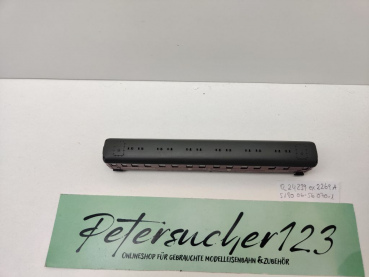 Petersucher123
ONLINESHOP FÜR GEBRAUCHTE MODELLEISENBAHN & ZUBEHÖR